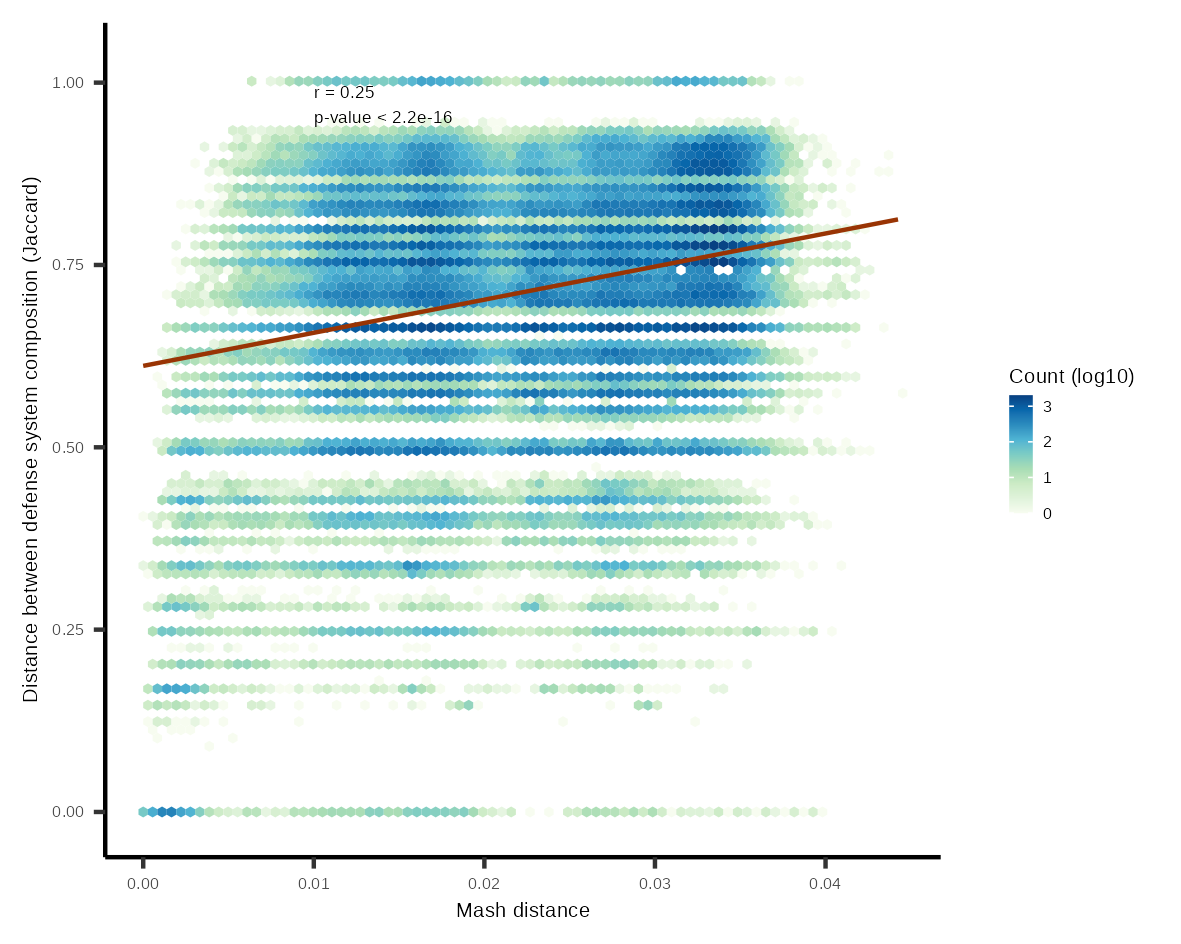 r = 0.25
p-value < 2.2e-16
Distance between defense system composition (Jaccard)
1.00
0.75
0.50
0.25
0.00
0.00
0.01
0.02
0.03
0.04
Mash distance
Count (log10)
3
2
1
0